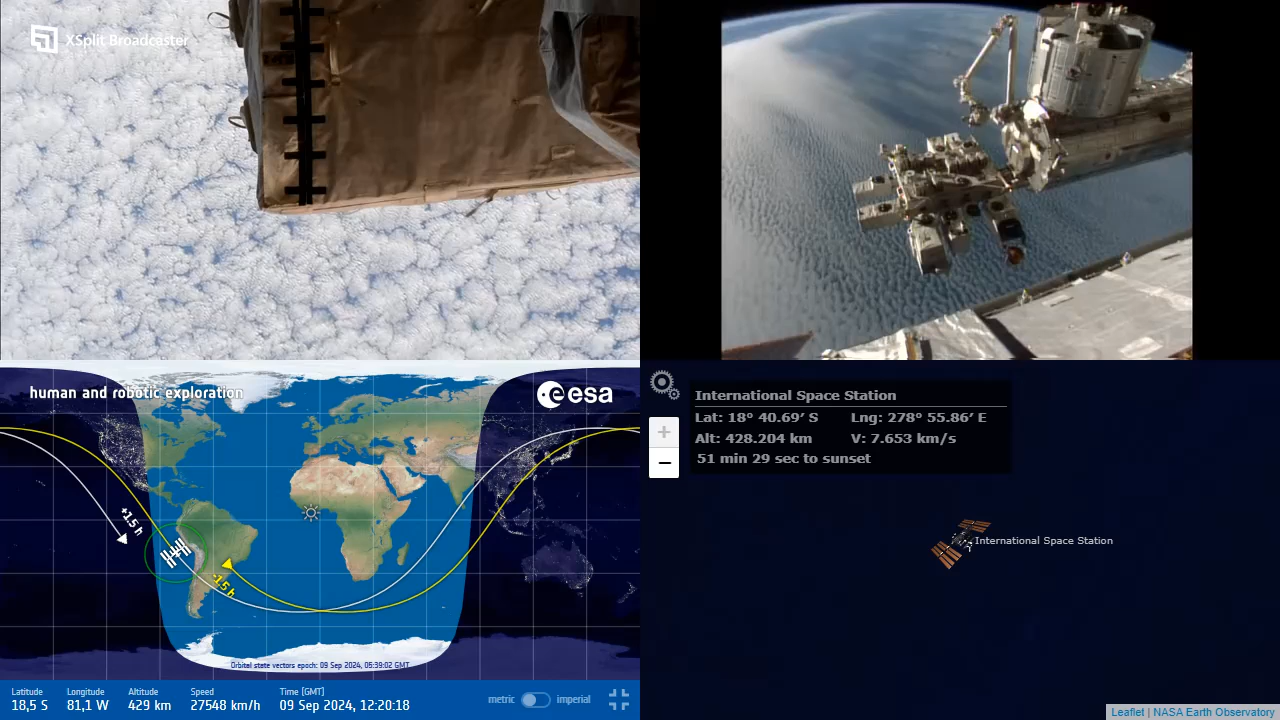 XSplit Broadcaster
human and robotic exploration
esa
+1.5 h
-1.5 h
Orbital state vectors epoch: 09 Sep 2024, 05:39:02 GMT
Latitude Longitude Altitude Speed Time [GMT]
18,5 S 81,1 W 429 km 27548 km/h 09 Sep 2024, 12:20:18
metric imperial
International Space Station
Lat: 18° 40.69′ S Lng: 278° 55.86′ E
Alt: 428.204 km V: 7.653 km/s
51 min 29 sec to sunset
+
−
International Space Station
Leaflet | NASA Earth Observatory